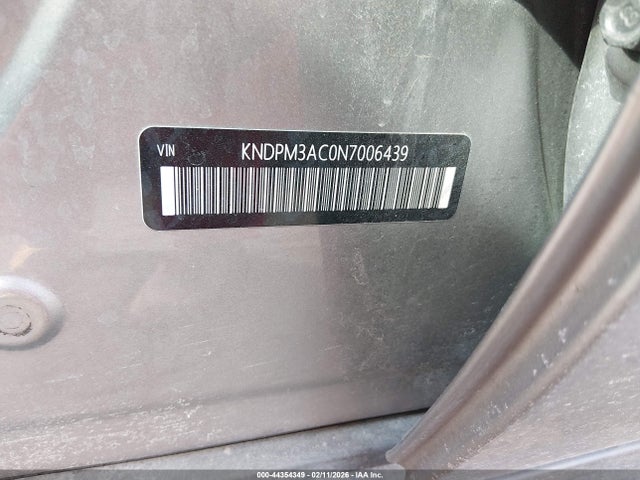 VIN KNDPM3AC0N7006439
000-44354349 | 02/11/2026 - © IAA Inc.